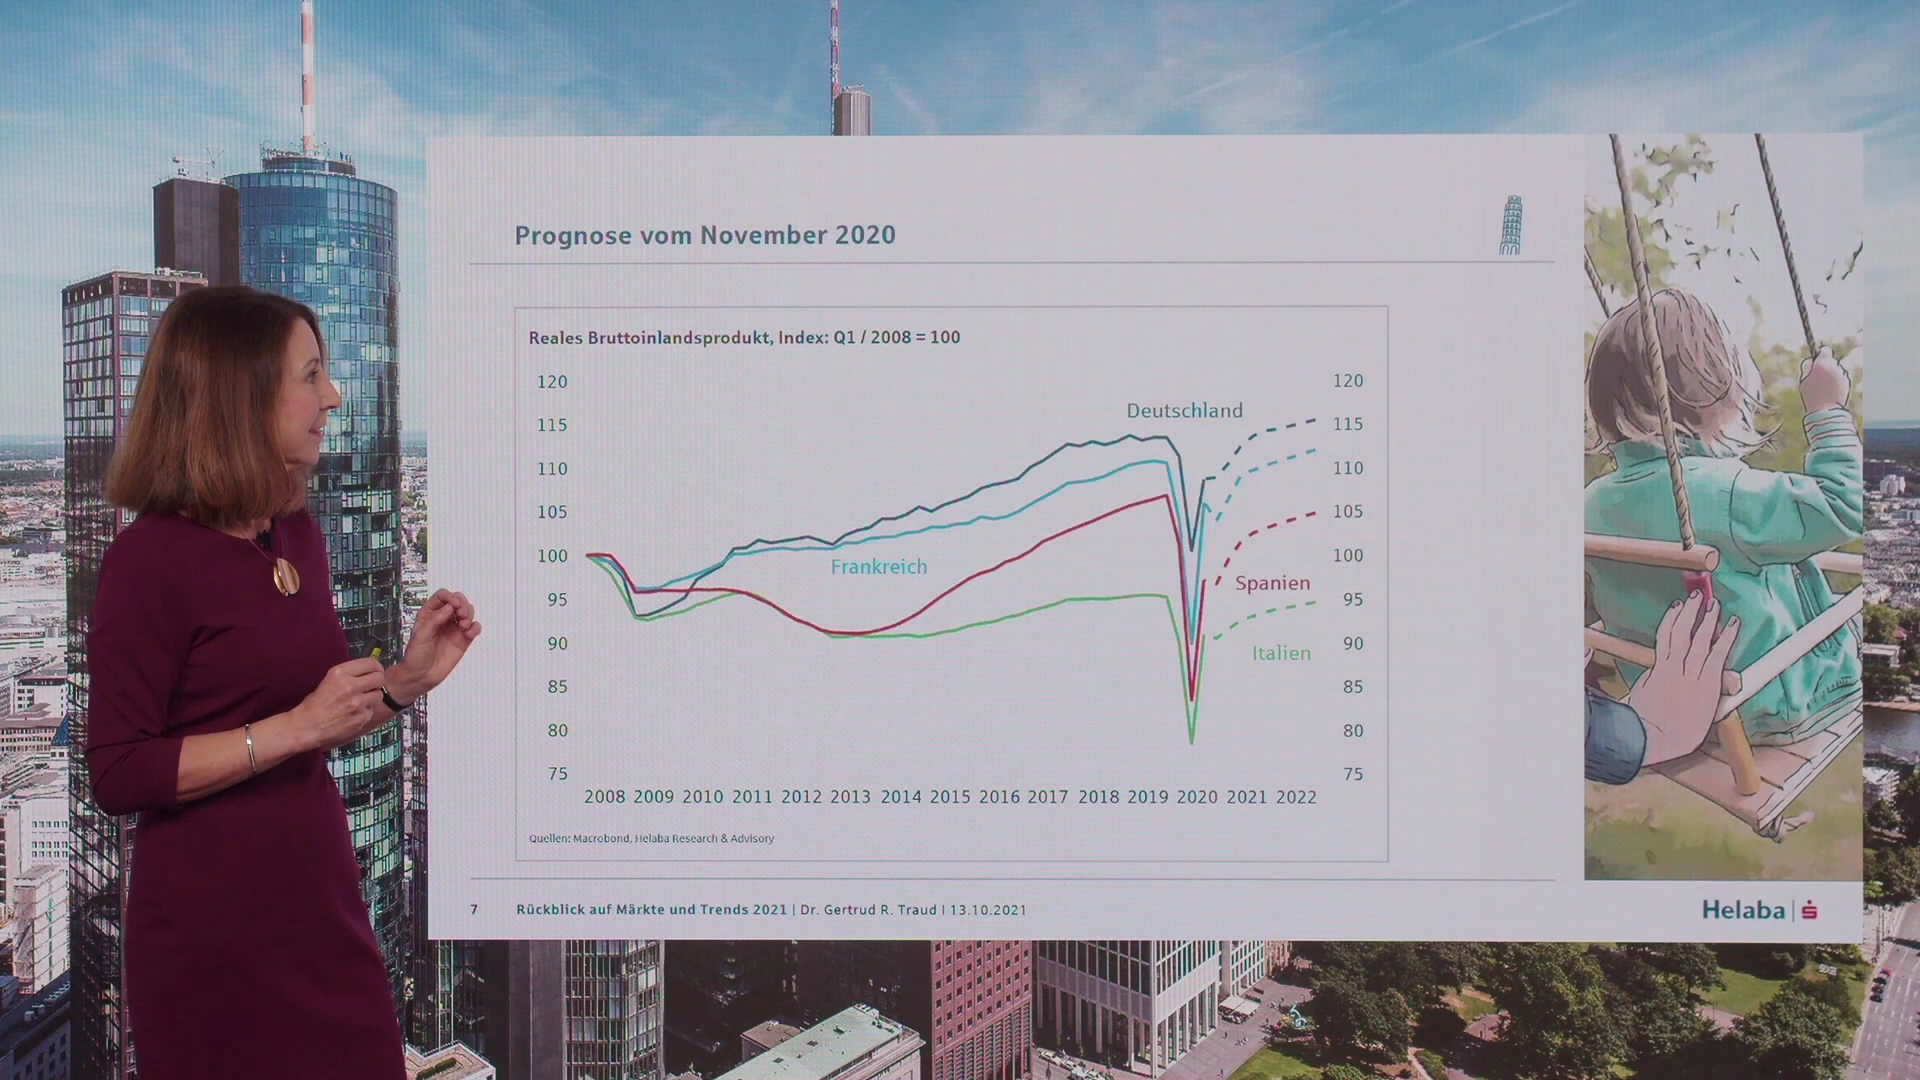 Prognose vom November 2020
Reales Bruttoinlandsprodukt, Index: Q1 / 2008 = 100
120 120
Deutschland
115 115
110 110
105 105
100 100
Frankreich
Spanien
95 95
90 90
Italien
85 85
80 80
75 75
2008 2009 2010 2011 2012 2013 2014 2015 2016 2017 2018 2019 2020 2021 2022
Quellen: Macrobond, Helaba Research & Advisory
7 Rückblick auf Märkte und Trends 2021 | Dr. Gertrud R. Traud | 13.10.2021
Helaba